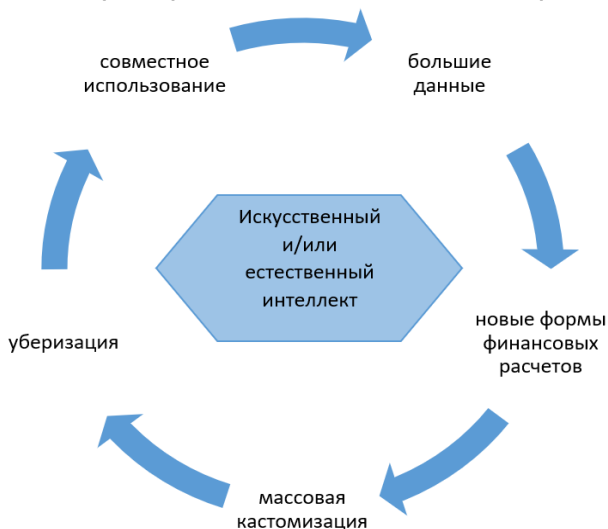 совместное
использование
большие
данные
Искусственный
и/или
естественный
интеллект
новые формы
финансовых
расчетов
уберизация
массовая
кастомизация